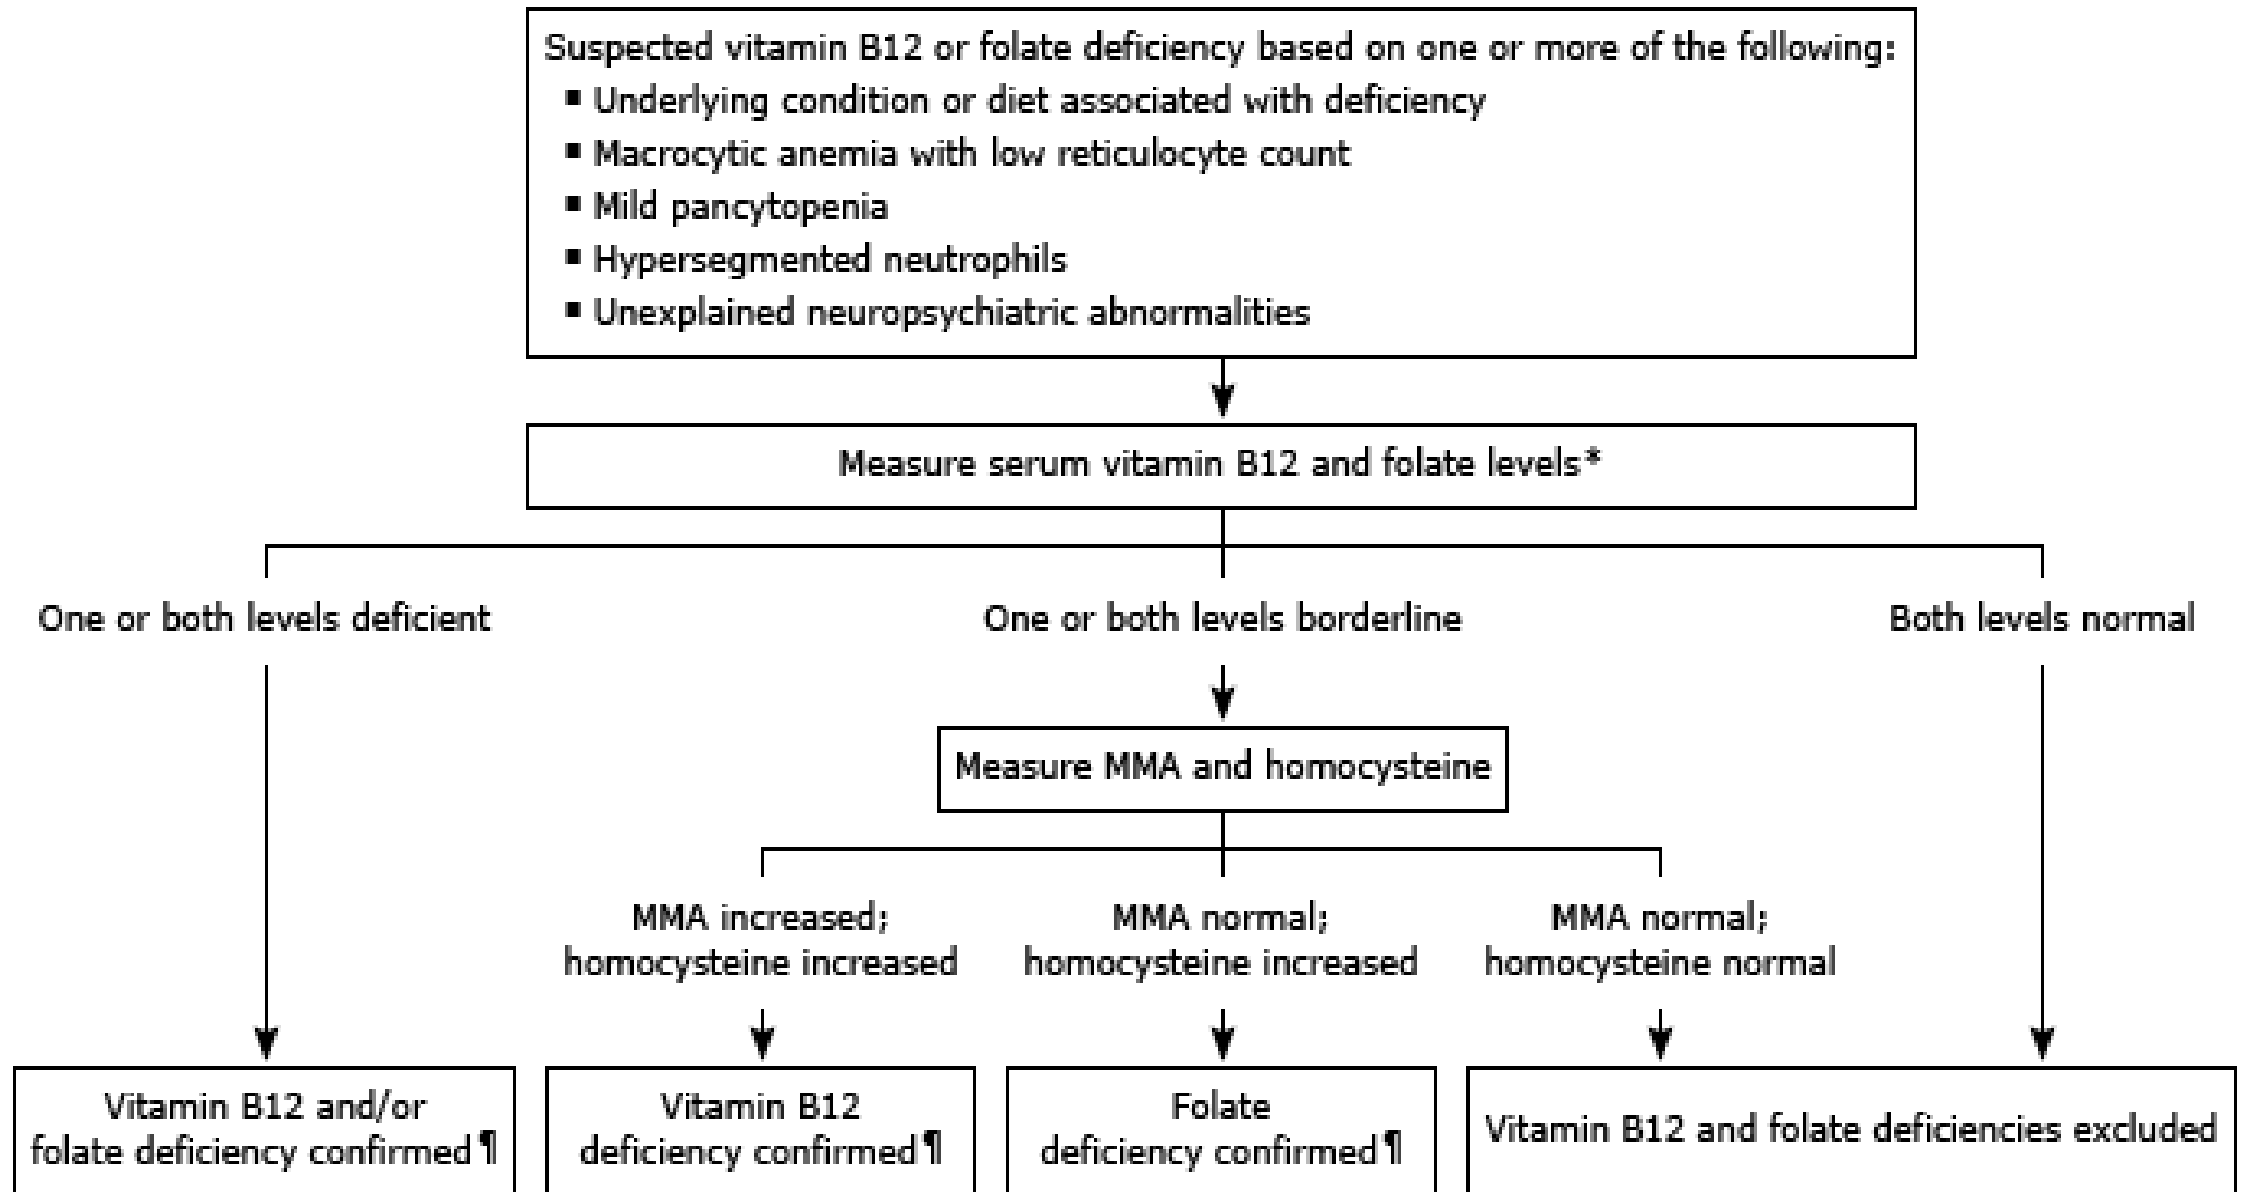 Suspected vitamin B12 or folate deficiency based on one or more of the following:
▪ Underlying condition or diet associated with deficiency
▪ Macrocytic anemia with low reticulocyte count
▪ Mild pancytopenia
▪ Hypersegmented neutrophils
▪ Unexplained neuropsychiatric abnormalities
Measure serum vitamin B12 and folate levels*
One or both levels deficient
One or both levels borderline
Both levels normal
Measure MMA and homocysteine
MMA increased;
homocysteine increased
MMA normal;
homocysteine increased
MMA normal;
homocysteine normal
Vitamin B12 and/or
folate deficiency confirmed¶
Vitamin B12
deficiency confirmed¶
Folate
deficiency confirmed¶
Vitamin B12 and folate deficiencies excluded